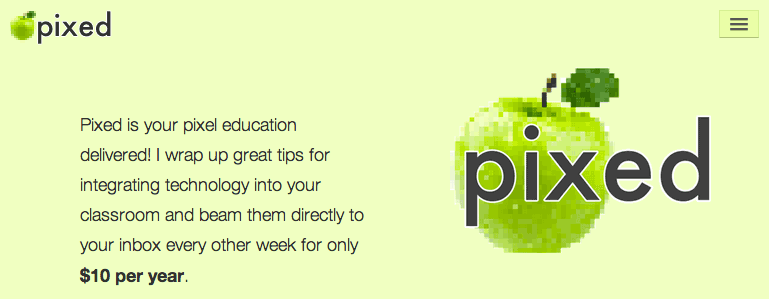 pixed
Pixed is your pixel education
delivered! I wrap up great tips for
integrating technology into your
classroom and beam them directly to
your inbox every other week for only
$10 per year.
pixed